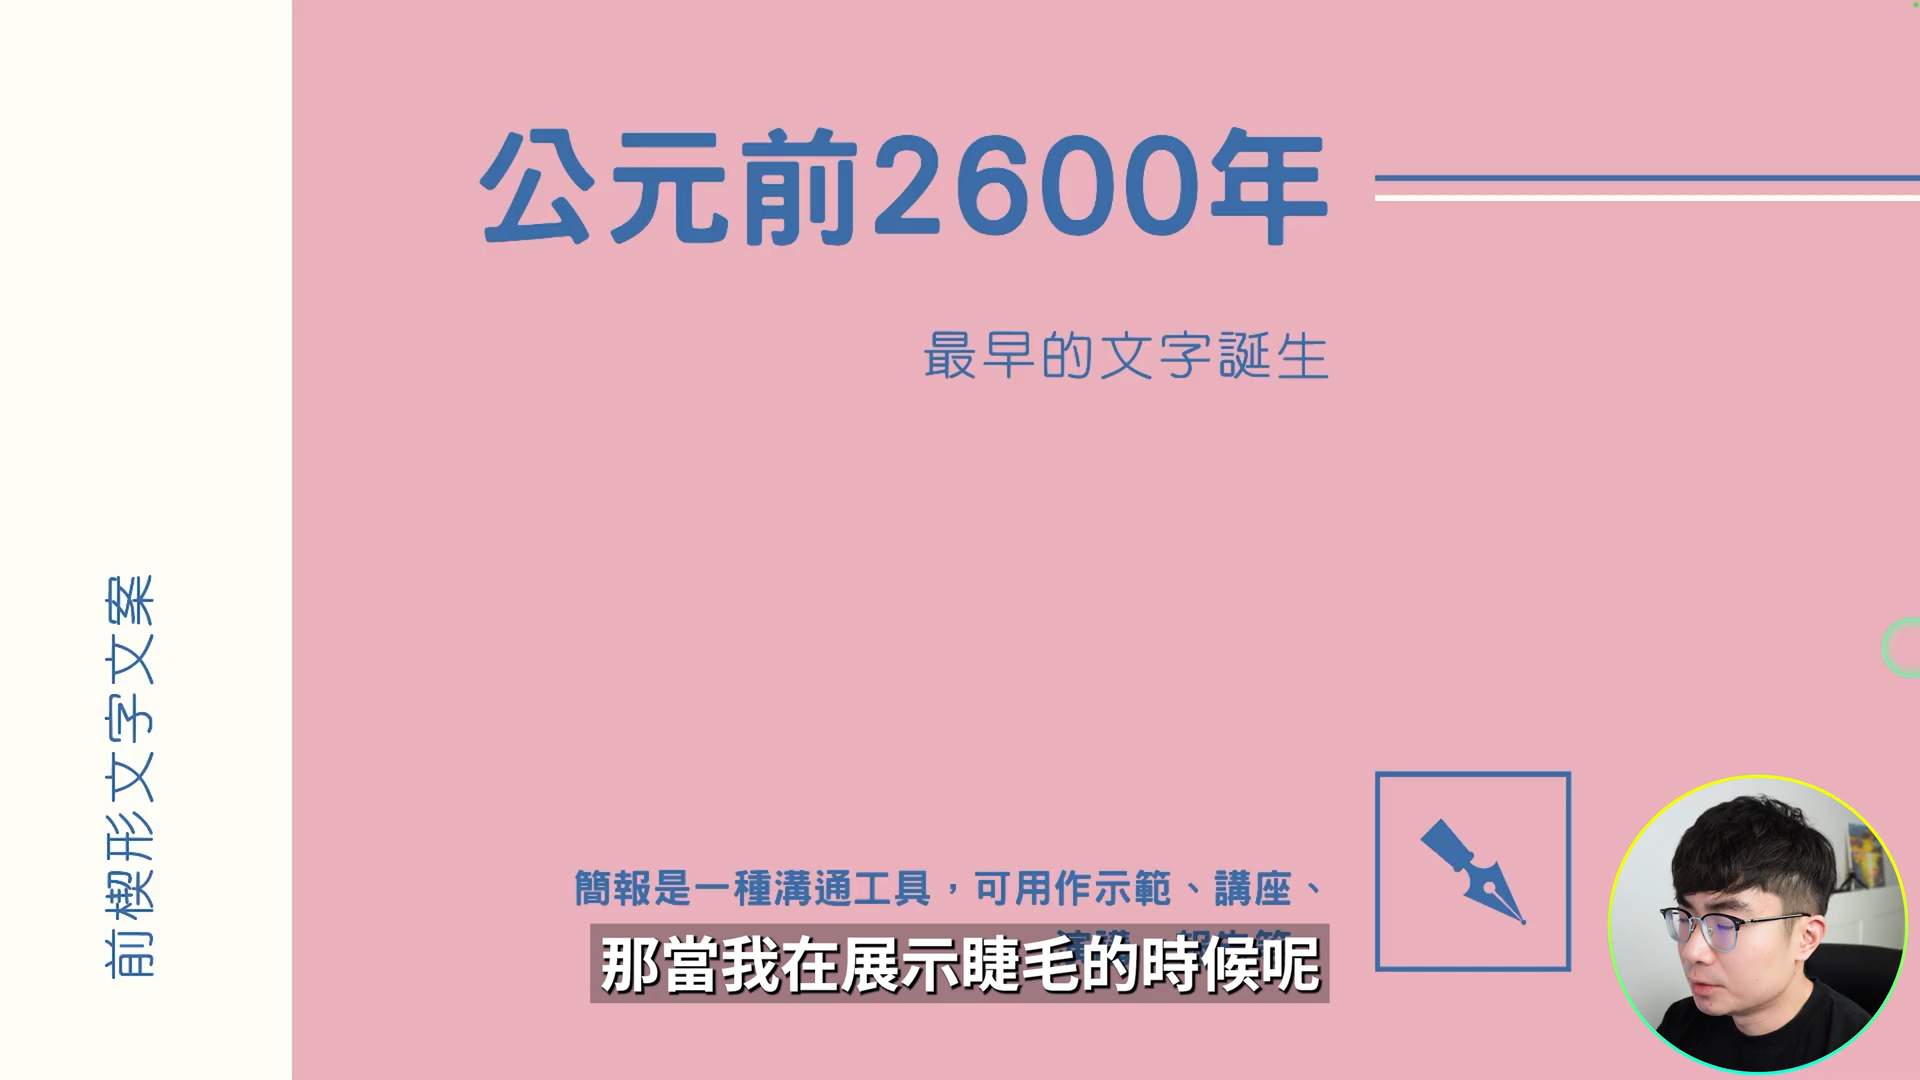 公元前2600年
最早的文字誕生
前楔形文字文案
簡報是一種溝通工具，可用作示範、講座、
那當我在展示睫毛的時候呢